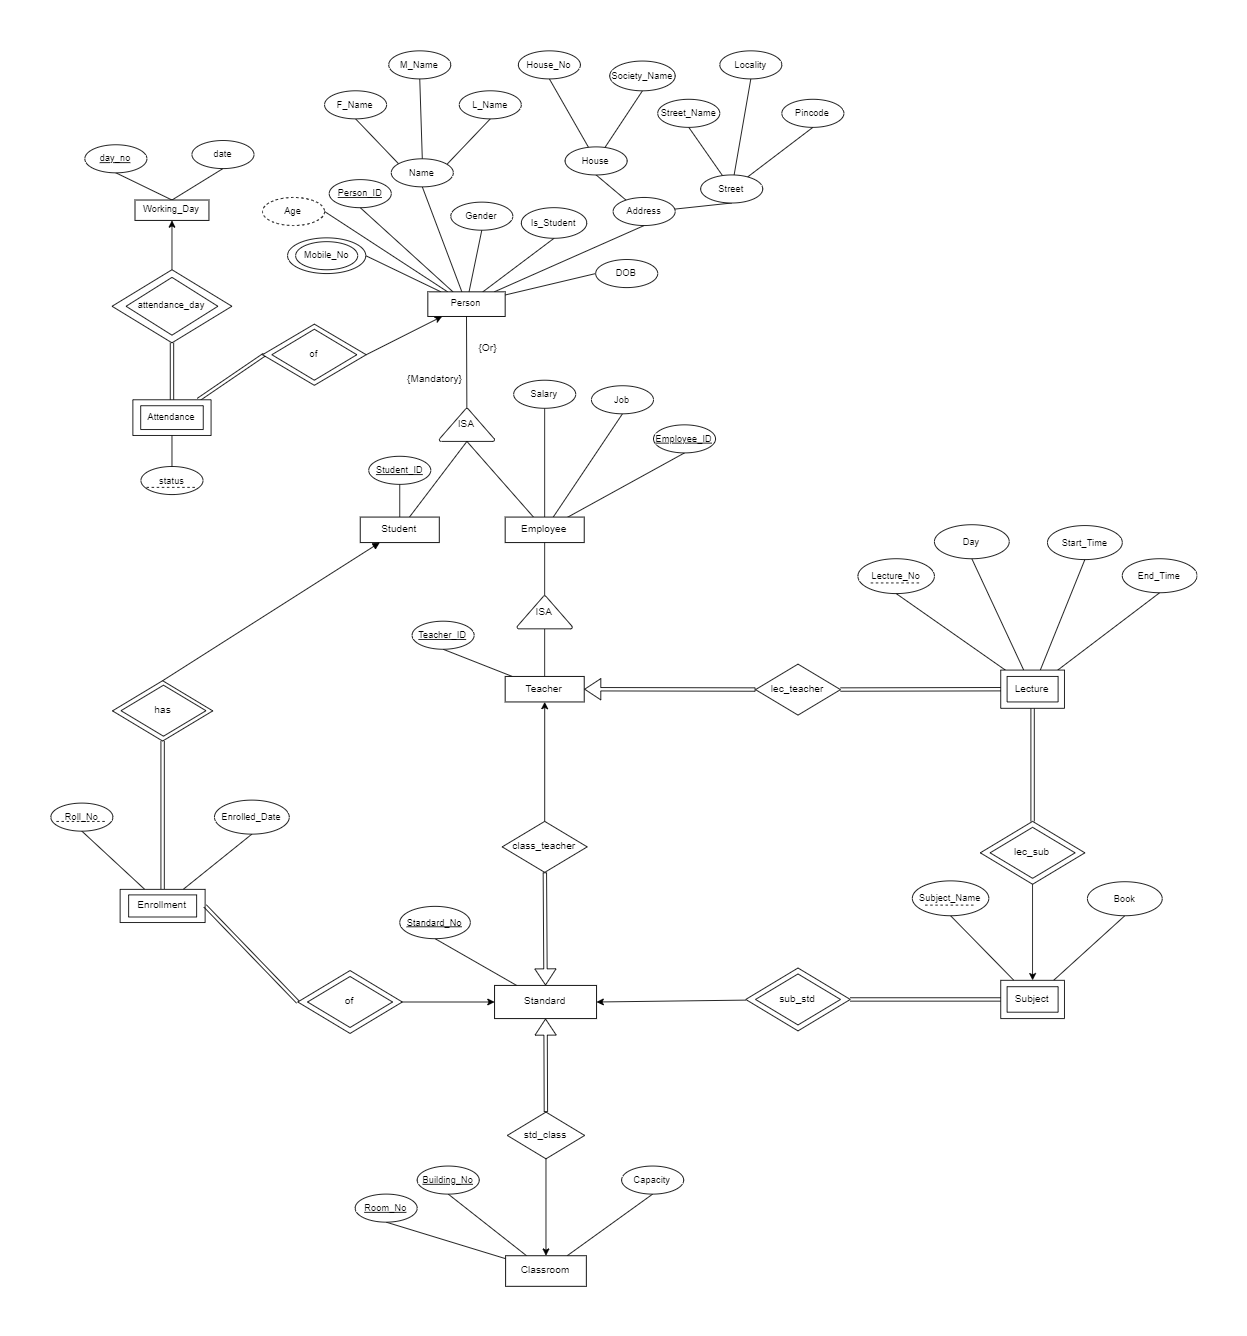 M_Name
House_No
Society_Name
Locality
F_Name
L_Name
Street_Name
Pincode
day_no
date
Name
House
Street
Working_Day
Age
Person_ID
Gender
Is_Student
Address
Mobile_No
DOB
attendance_day
Person
of
{Or}
{Mandatory}
Salary
Job
Attendance
ISA
Employee_ID
status
Student_ID
Student
Employee
Day
Start_Time
Lecture_No
End_Time
ISA
Teacher_ID
Teacher
lec_teacher
Lecture
has
Roll_No
Enrolled_Date
class_teacher
lec_sub
Enrollment
Standard_No
Subject_Name
Book
of
Standard
sub_std
Subject
std_class
Building_No
Capacity
Room_No
Classroom